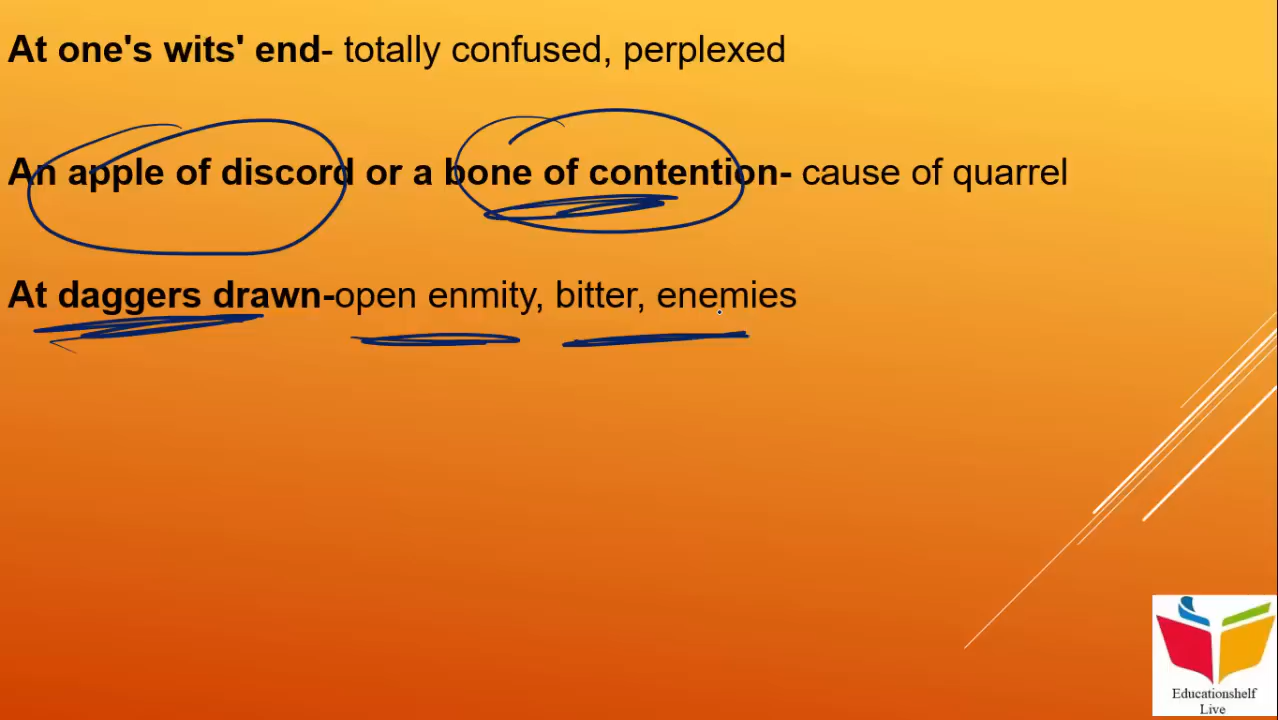 At one's wits' end- totally confused, perplexed
An apple of discord or a bone of contention- cause of quarrel
At daggers drawn-open enmity, bitter, enemies
Educationshelf
Live